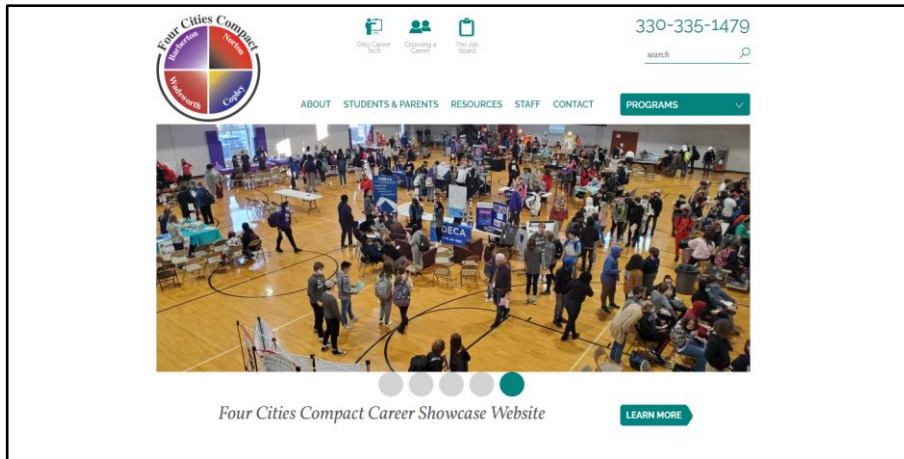 Four Cities Compact
Barberton
Norton
Wadsworth
Copley
Ohio Career
Tech
Choosing a
Career
The Job
Board
330-335-1479
search
ABOUT STUDENTS & PARENTS RESOURCES STAFF CONTACT
PROGRAMS
DECA
Four Cities Compact Career Showcase Website
LEARN MORE